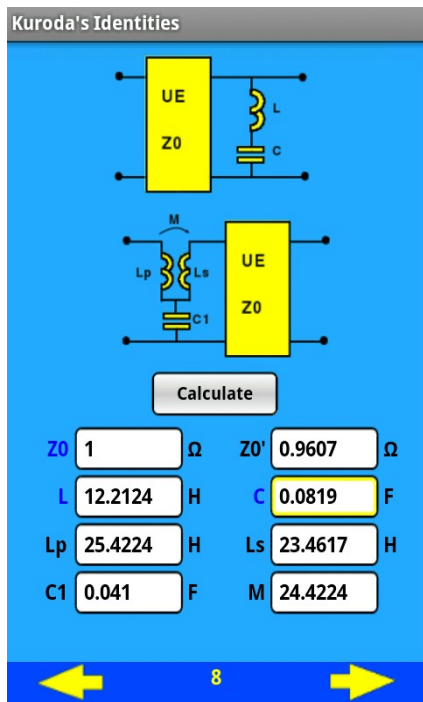 Kuroda's Identities
UE
Z0
L
C
M
Lp
Ls
UE
Z0
C1
Calculate
Z0 1 Ω Z0' 0.9607 Ω
L 12.2124 H C 0.0819 F
Lp 25.4224 H Ls 23.4617 H
C1 0.041 F M 24.4224
8